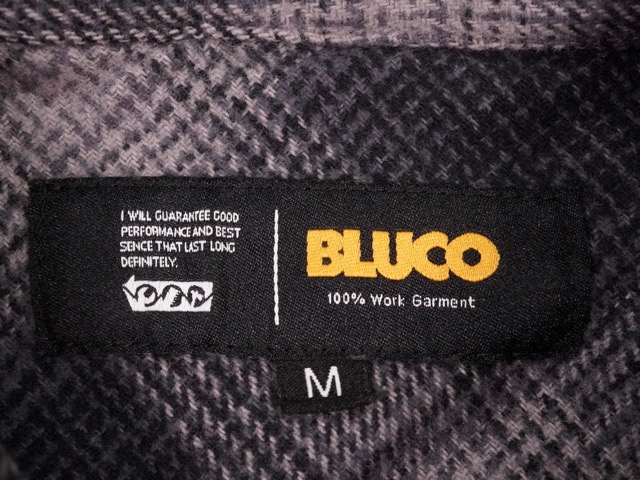 I WILL GUARANTEE GOOD
PERFORMANCE AND BEST
SENCE THAT LAST LONG
DEFINITELY.
BLUCO
100% Work Garment
M